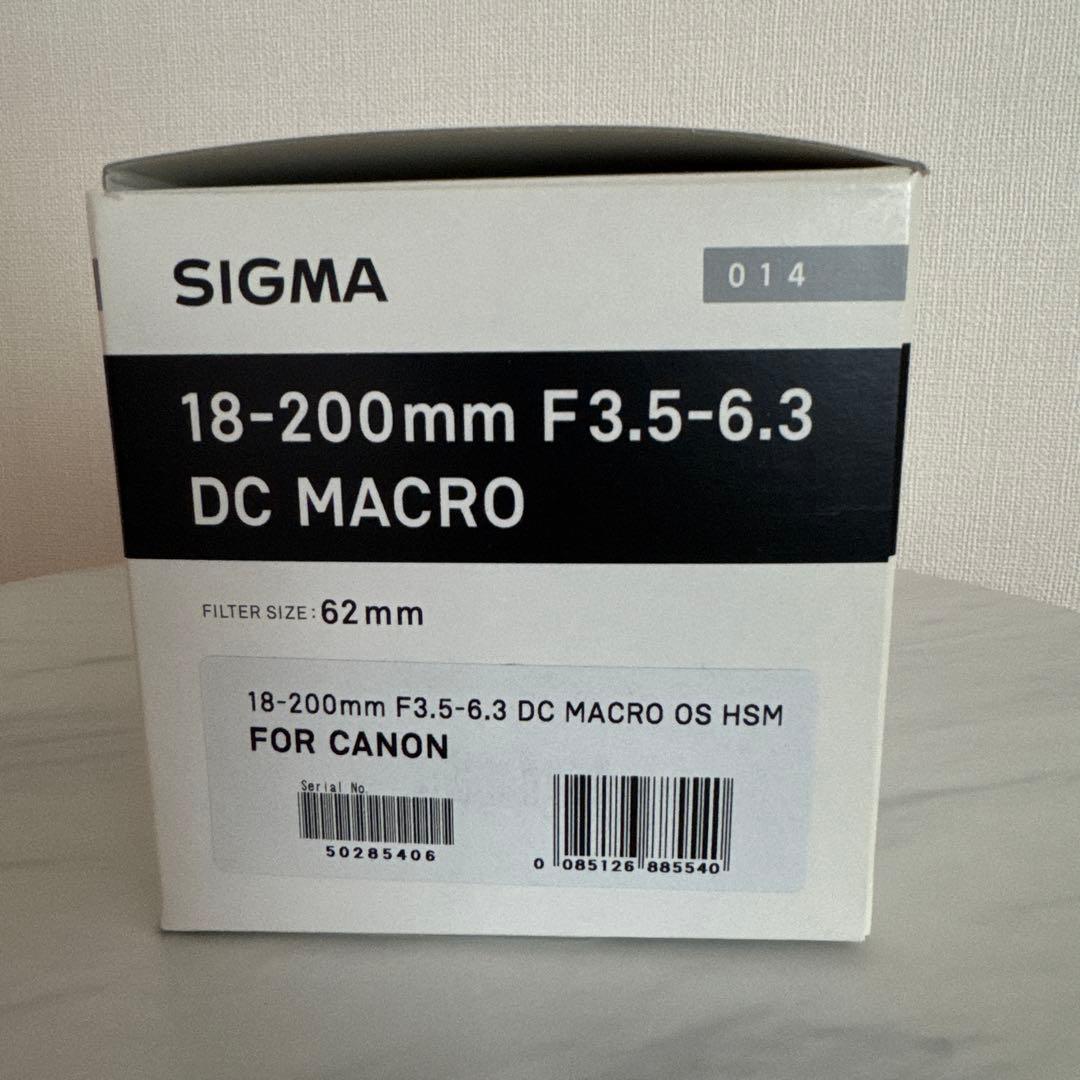 SIGMA
014
18-200mm F3.5-6.3
DC MACRO
FILTER SIZE: 62mm
18-200mm F3.5-6.3 DC MACRO OS HSM
FOR CANON
Serial No.
50285406
0 085126 885540